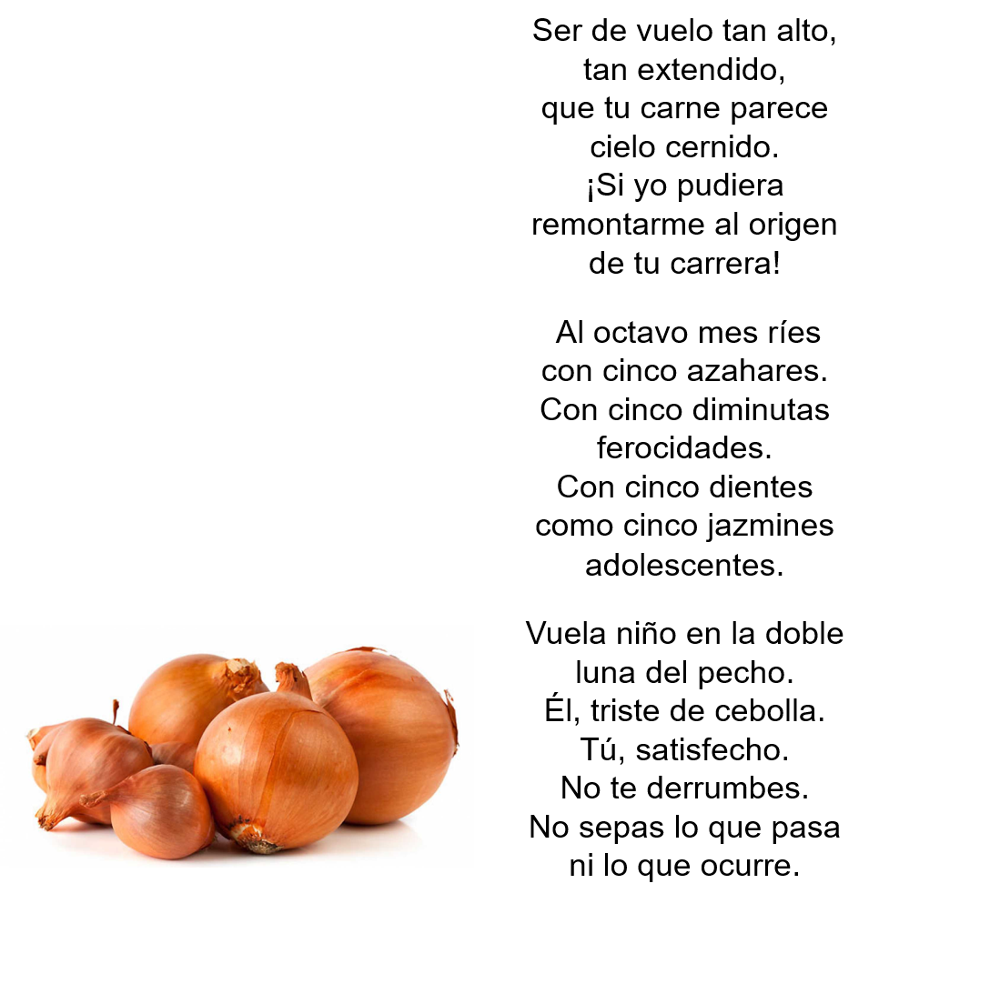 Ser de vuelo tan alto,
tan extendido,
que tu carne parece
cielo cernido.
¡Si yo pudiera
remontarme al origen
de tu carrera!
Al octavo mes ríes
con cinco azahares.
Con cinco diminutas
ferocidades.
Con cinco dientes
como cinco jazmines
adolescentes.
Vuela niño en la doble
luna del pecho.
Él, triste de cebolla.
Tú, satisfecho.
No te derrumbes.
No sepas lo que pasa
ni lo que ocurre.